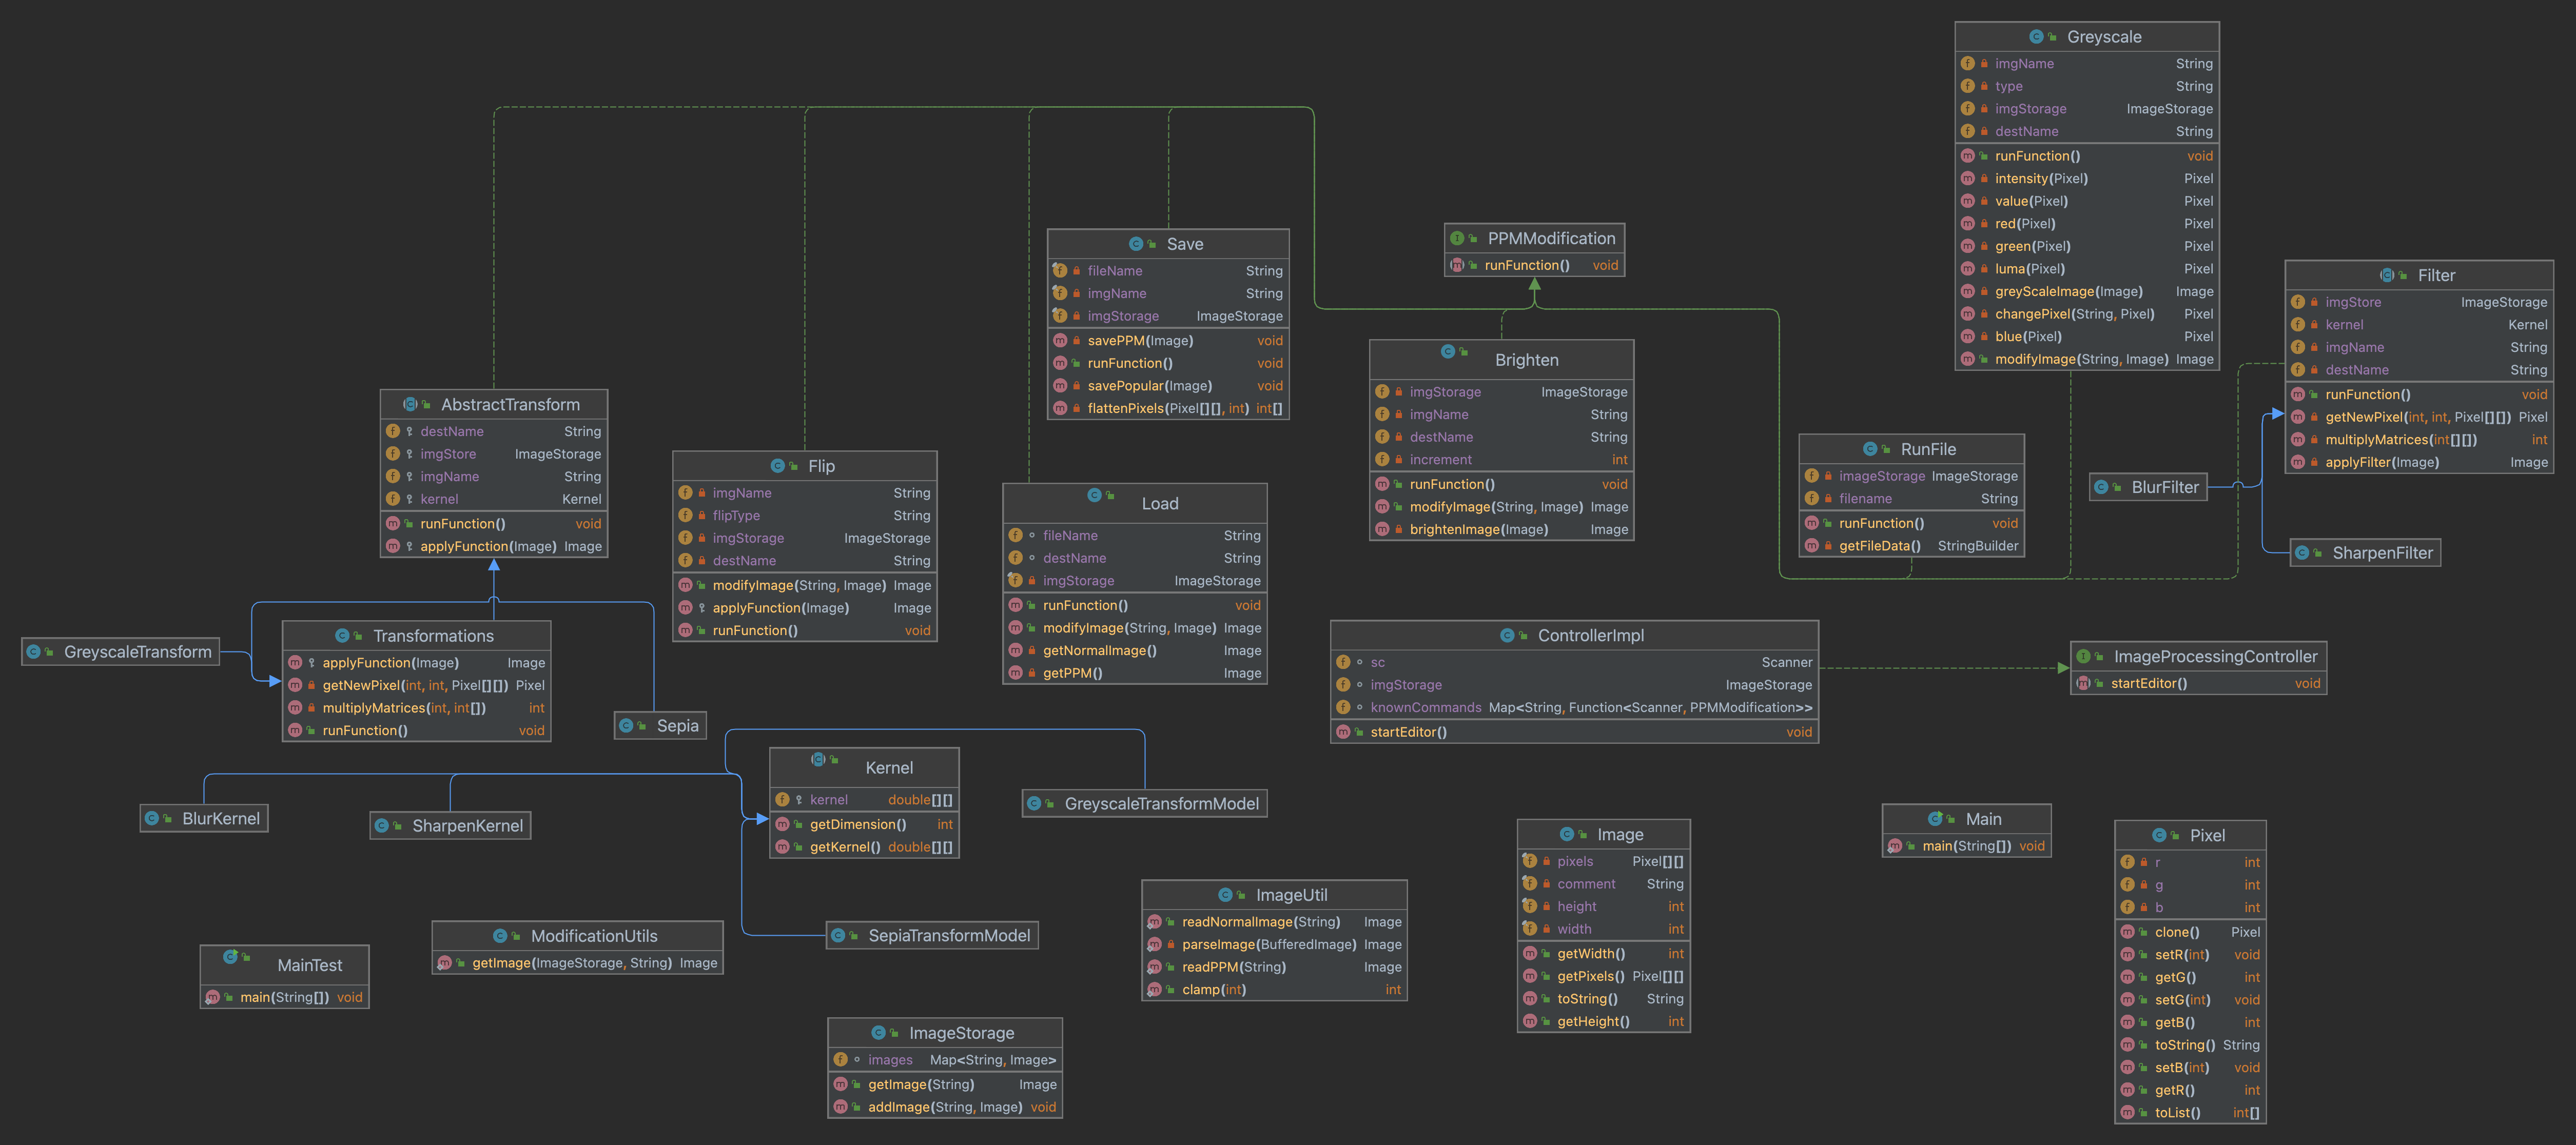 Greyscale
imgName String
type String
imgStorage ImageStorage
destName String
runFunction() void
intensity(Pixel) Pixel
value(Pixel) Pixel
red(Pixel) Pixel
green(Pixel) Pixel
luma(Pixel) Pixel
greyScaleImage(Image) Image
changePixel(String, Pixel) Pixel
blue(Pixel) Pixel
modifyImage(String, Image) Image
Save
fileName String
imgName String
imgStorage ImageStorage
savePPM(Image) void
runFunction() void
savePopular(Image) void
flattenPixels(Pixel[][], int) int[]
PPMModification
runFunction() void
Filter
imgStore ImageStorage
kernel Kernel
imgName String
destName String
runFunction() void
getNewPixel(int, int, Pixel[][]) Pixel
multiplyMatrices(int[][]) int
applyFilter(Image) Image
Brighten
imgStorage ImageStorage
imgName String
destName String
increment int
runFunction() void
modifyImage(String, Image) Image
brightenImage(Image) Image
AbstractTransform
destName String
imgStore ImageStorage
imgName String
kernel Kernel
runFunction() void
applyFunction(Image) Image
Flip
imgName String
flipType String
imgStorage ImageStorage
destName String
modifyImage(String, Image) Image
applyFunction(Image) Image
runFunction() void
Load
fileName String
destName String
imgStorage ImageStorage
runFunction() void
modifyImage(String, Image) Image
getNormalImage() Image
getPPM() Image
RunFile
imageStorage ImageStorage
filename String
runFunction() void
getFileData() StringBuilder
BlurFilter
SharpenFilter
GreyscaleTransform
Transformations
applyFunction(Image) Image
getNewPixel(int, int, Pixel[][]) Pixel
multiplyMatrices(int, int[]) int
runFunction() void
Sepia
ControllerImpl
sc Scanner
imgStorage ImageStorage
knownCommands Map<String, Function<Scanner, PPMModification>>
startEditor() void
ImageProcessingController
startEditor() void
BlurKernel
SharpenKernel
Kernel
kernel double[][]
getDimension() int
getKernel() double[][]
GreyscaleTransformModel
Image
pixels Pixel[][]
comment String
height int
width int
getWidth() int
getPixels() Pixel[][]
toString() String
getHeight() int
Main
main(String[]) void
Pixel
r int
g int
b int
clone() Pixel
setR(int) void
getG() int
setG(int) void
getB() int
toString() String
setB(int) void
getR() int
toList() int[]
MainTest
main(String[]) void
ModificationUtils
getImage(ImageStorage, String) Image
SepiaTransformModel
ImageUtil
readNormalImage(String) Image
parseImage(BufferedImage) Image
readPPM(String) Image
clamp(int) int
ImageStorage
images Map<String, Image>
getImage(String) Image
addImage(String, Image) void